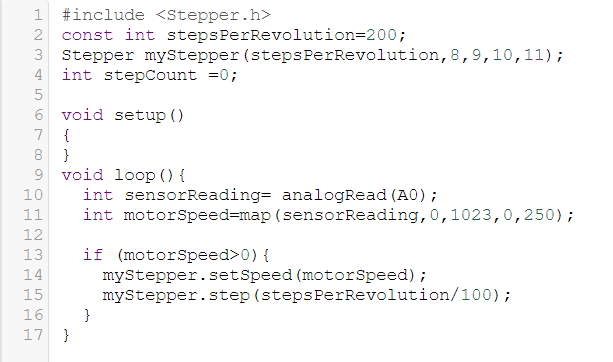 1 #include <Stepper.h>
2 const int stepsPerRevolution=200;
3 Stepper myStepper(stepsPerRevolution,8,9,10,11);
4 int stepCount =0;
5
6 void setup()
7 {
8 }
9 void loop(){
10   int sensorReading= analogRead(A0);
11   int motorSpeed=map(sensorReading,0,1023,0,250);
12
13   if (motorSpeed>0){
14     myStepper.setSpeed(motorSpeed);
15     myStepper.step(stepsPerRevolution/100);
16   }
17 }